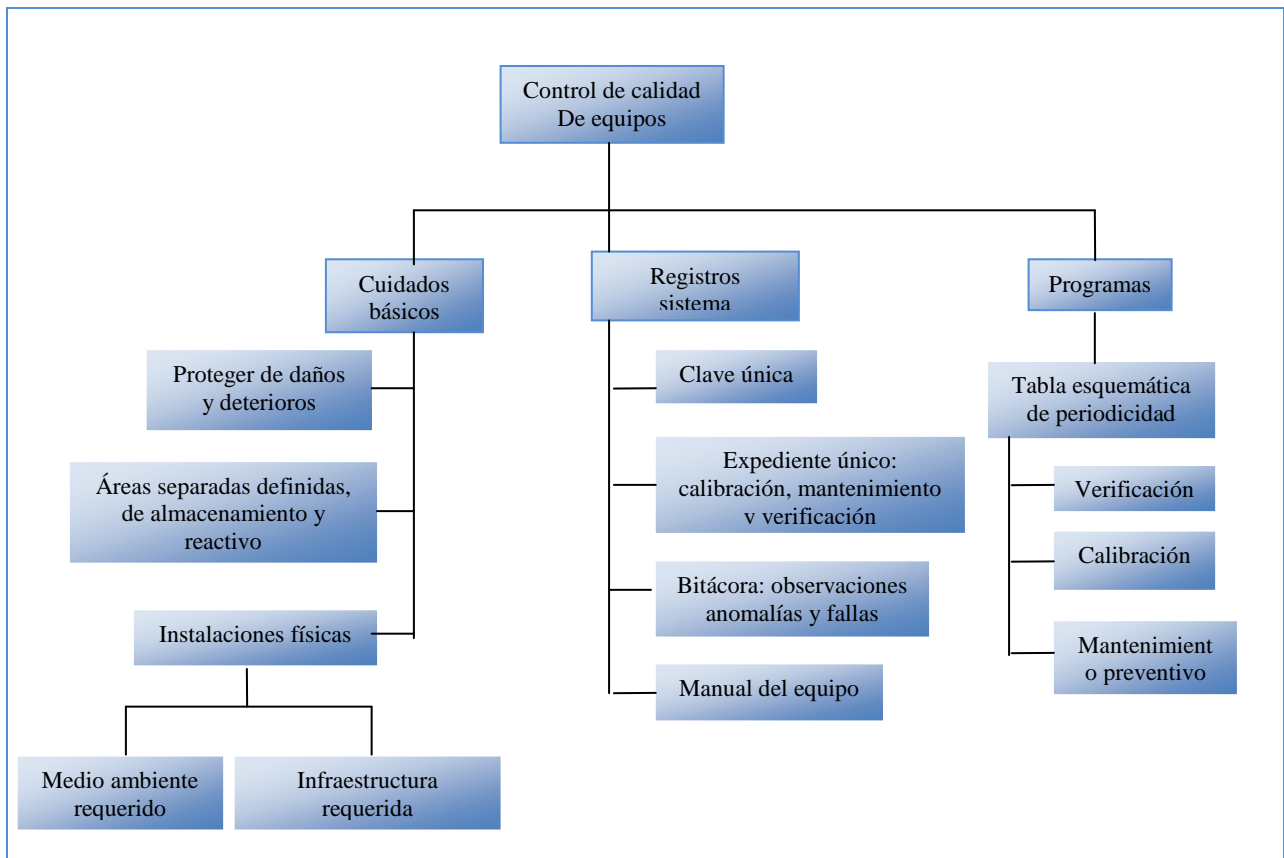 Control de calidad
De equipos
Cuidados
básicos
Proteger de daños
y deterioros
Áreas separadas definidas,
de almacenamiento y
reactivo
Instalaciones físicas
Medio ambiente
requerido
Infraestructura
requerida
Registros
sistema
Clave única
Expediente único:
calibración, mantenimiento
y verificación
Bitácora: observaciones
anomalías y fallas
Manual del equipo
Programas
Tabla esquemática
de periodicidad
Verificación
Calibración
Mantenimient
o preventivo